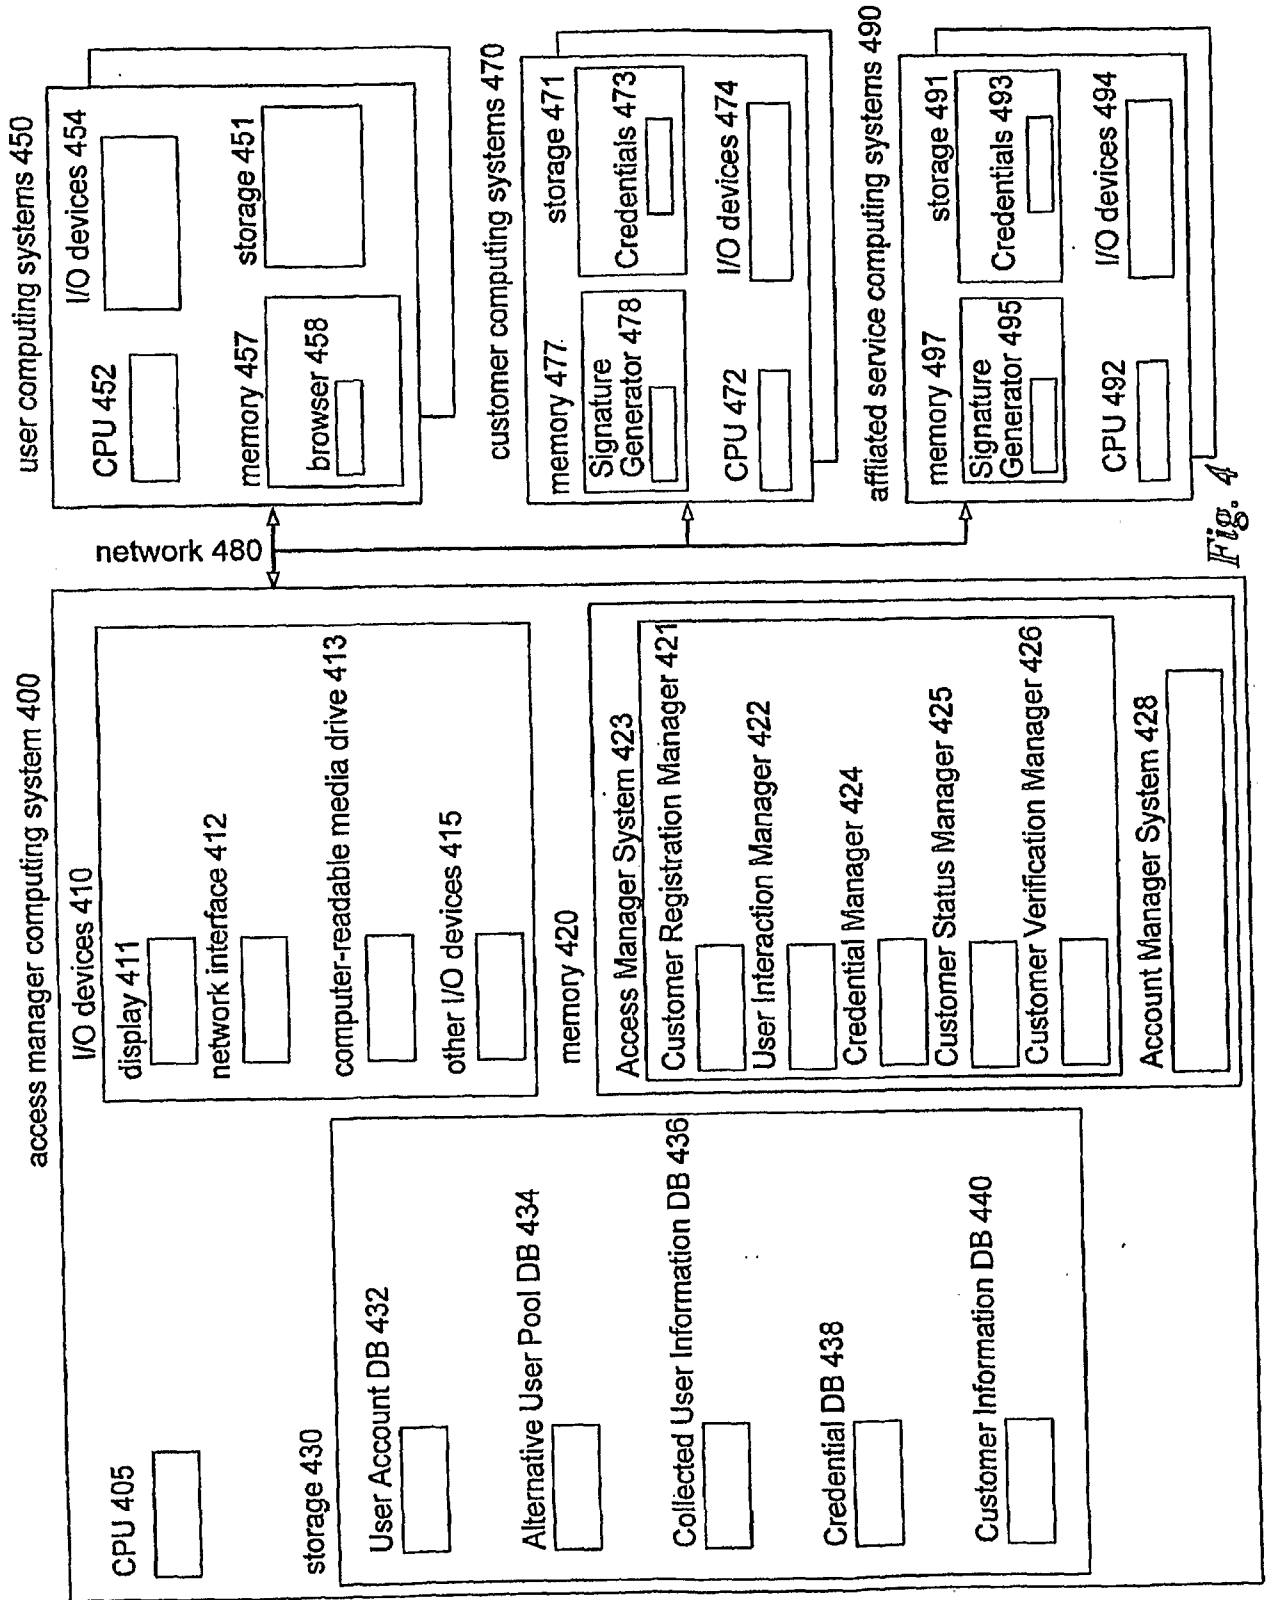 access manager computing system 400
CPU 405
storage 430
User Account DB 432
Alternative User Pool DB 434
Collected User Information DB 436
Credential DB 438
Customer Information DB 440
I/O devices 410
display 411
network interface 412
computer-readable media drive 413
other I/O devices 415
memory 420
Access Manager System 423
Customer Registration Manager 421
User Interaction Manager 422
Credential Manager 424
Customer Status Manager 425
Customer Verification Manager 426
Account Manager System 428
network 480
user computing systems 450
CPU 452
I/O devices 454
memory 457
browser 458
storage 451
customer computing systems 470
memory 477
Signature
Generator 478
storage 471
Credentials 473
CPU 472
I/O devices 474
affliated service computing systems 490
memory 497
Signature
Generator 495
storage 491
Credentials 493
CPU 492
I/O devices 494
Fig. 4